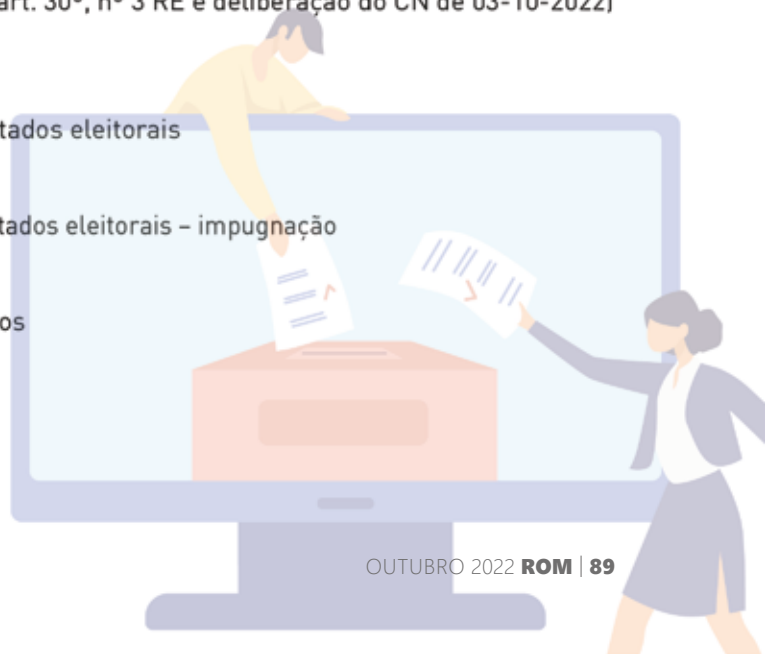 art. 30º, nº 3 RE e deliberação do CN de 03-10-2022)
tados eleitorais
tados eleitorais – impugnação
os
OUTUBRO 2022 ROM | 89